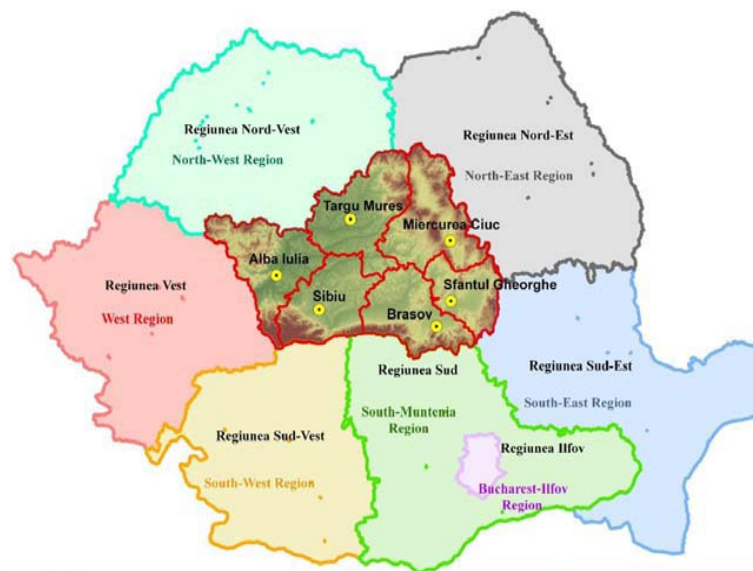 Regiunea Nord-Vest
North-West Region
Regiunea Nord-Est
North-East Region
Targu Mures
Miercurea Ciuc
Alba Iulia
Sfantul Gheorghe
Sibiu
Brasov
Regiunea Vest
West Region
Regiunea Sud
South-Muntenia
Region
Regiunea Sud-Est
South-East Region
Regiunea Sud-Vest
South-West Region
Regiunea Ilfov
Bucharest-Ilfov
Region